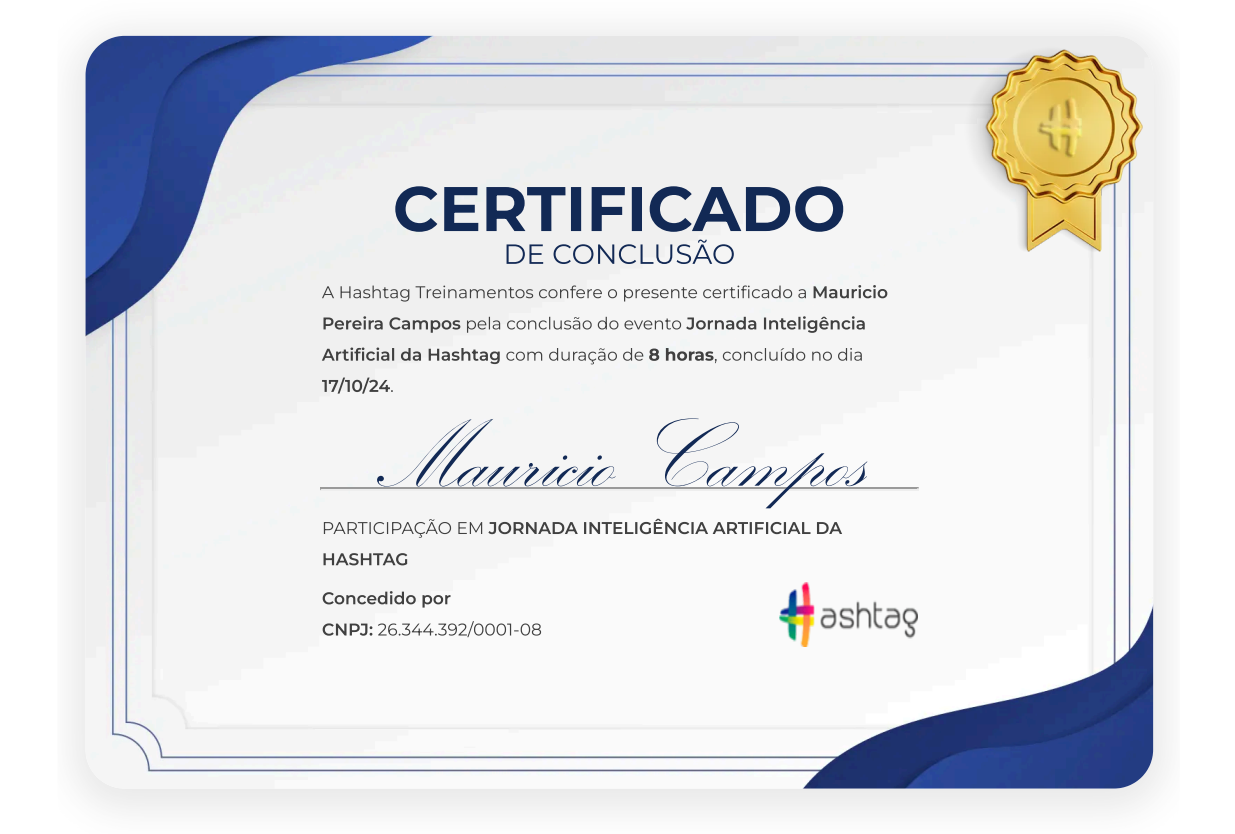 CERTIFICADO
DE CONCLUSÃO
A Hashtag Treinamentos confere o presente certificado a Mauricio
Pereira Campos pela conclusão do evento Jornada Inteligência
Artificial da Hashtag com duração de 8 horas, concluído no dia
17/10/24.
Mauricio Campos
PARTICIPAÇÃO EM JORNADA INTELIGÊNCIA ARTIFICIAL DA
HASHTAG
Concedido por
CNPJ: 26.344.392/0001-08
Hashtag